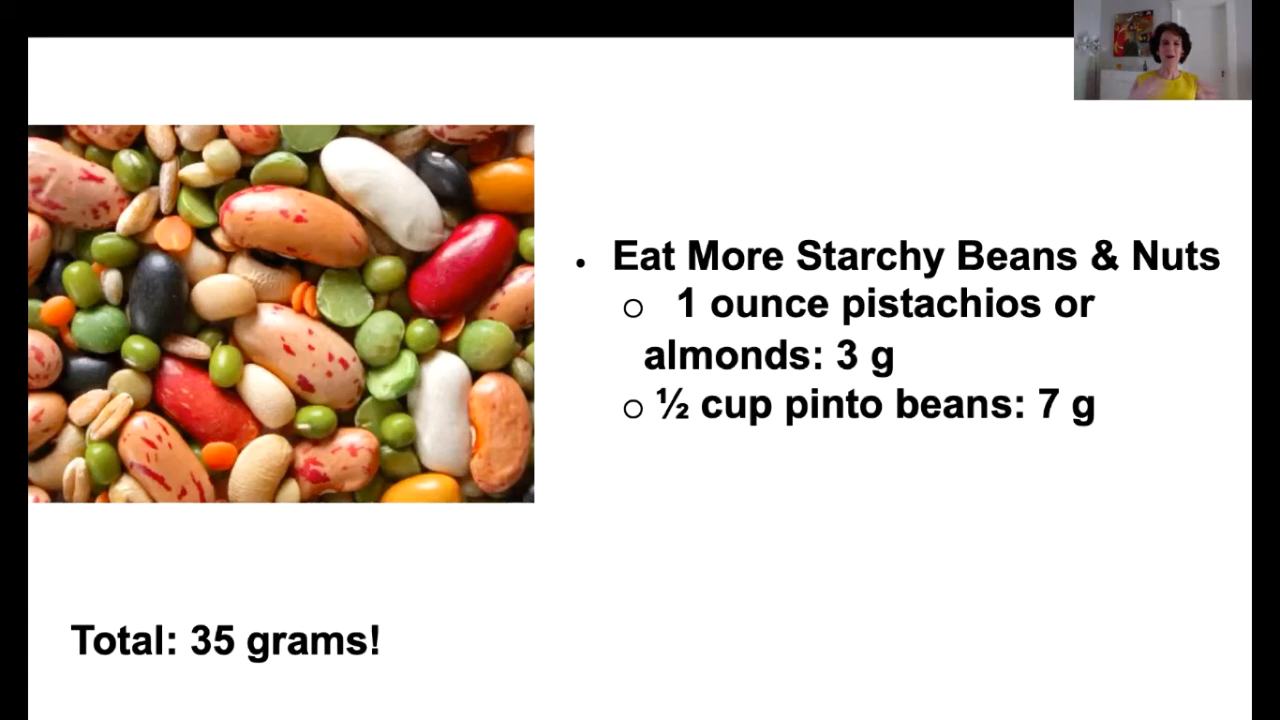 • Eat More Starchy Beans & Nuts
○ 1 ounce pistachios or
almonds: 3 g
○ ½ cup pinto beans: 7 g
Total: 35 grams!